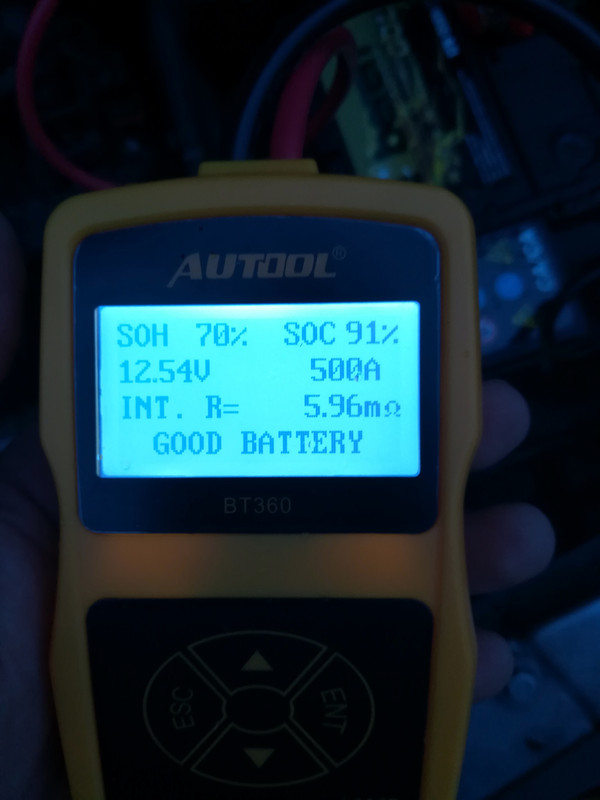 AUTOOL®
SOH 70% SOC 91%
12.54V 500A
INT. R= 5.96mΩ
GOOD BATTERY
BT360
ESC
ENT